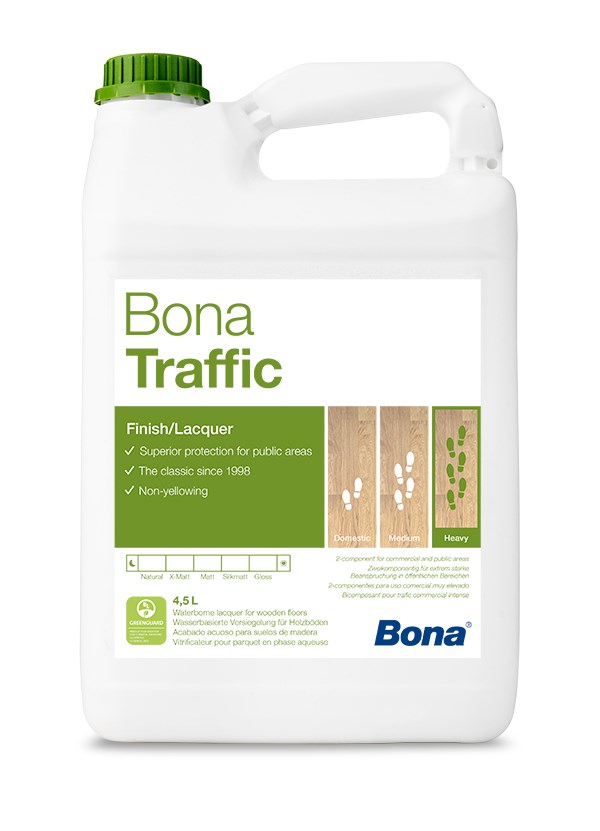 Bona
Traffic
Finish/Lacquer
✓ Superior protection for public areas
✓ The classic since 1998
✓ Non-yellowing
Domestic
Medium
Heavy
Natural X-Matt Matt Silkmatt Gloss
2-component for commercial and public areas
Zweikomponentig für extrem starke
Beanspruchung in öffentlichen Bereichen
2-componentes para uso comercial muy elevado
Bicomposant pour trafic commercial intense
GREENGUARD
4,5 L
Waterborne lacquer for wooden floors
Wasserbasierte Versiegelung für Holzböden
Acabado acuoso para suelos de madera
Vitrificateur pour parquet en phase aqueuse
Bona®